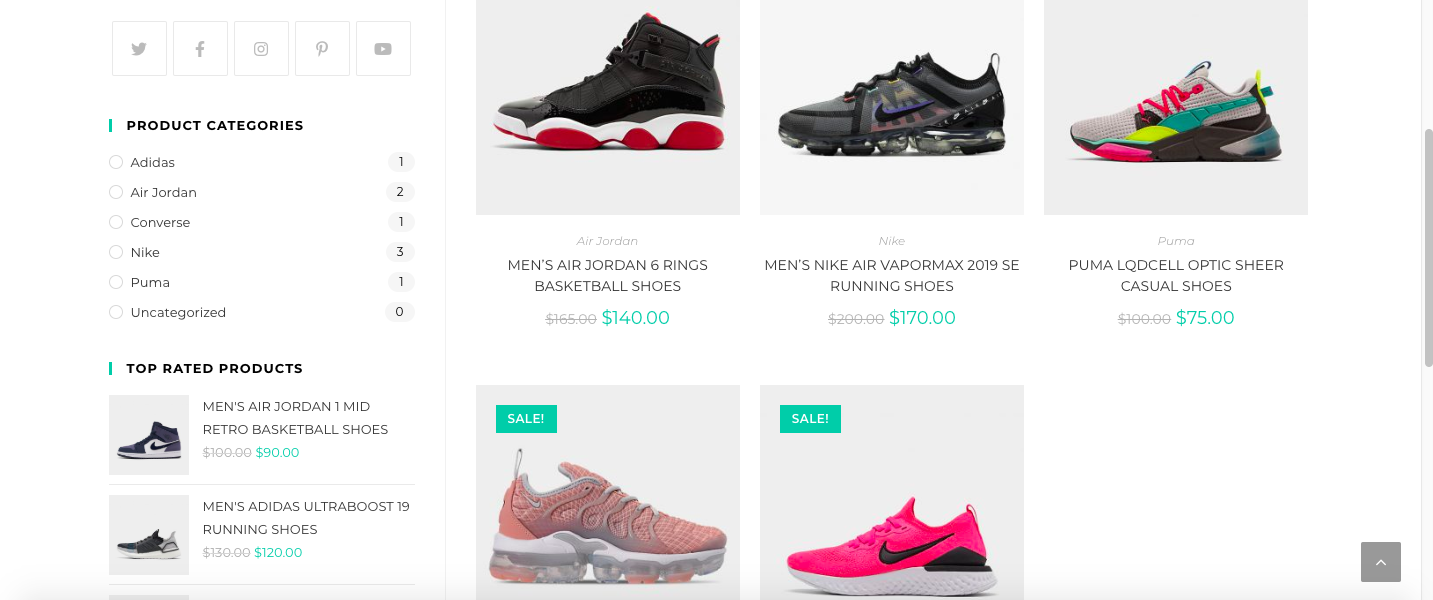 PRODUCT CATEGORIES
Adidas 1
Air Jordan 2
Converse 1
Nike 3
Puma 1
Uncategorized 0
TOP RATED PRODUCTS
MEN'S AIR JORDAN 1 MID
RETRO BASKETBALL SHOES
$100.00 $90.00
MEN'S ADIDAS ULTRABOOST 19
RUNNING SHOES
$130.00 $120.00
Air Jordan
MEN’S AIR JORDAN 6 RINGS
BASKETBALL SHOES
$165.00 $140.00
Nike
MEN’S NIKE AIR VAPORMAX 2019 SE
RUNNING SHOES
$200.00 $170.00
Puma
PUMA LQDCELL OPTIC SHEER
CASUAL SHOES
$100.00 $75.00
SALE!
SALE!